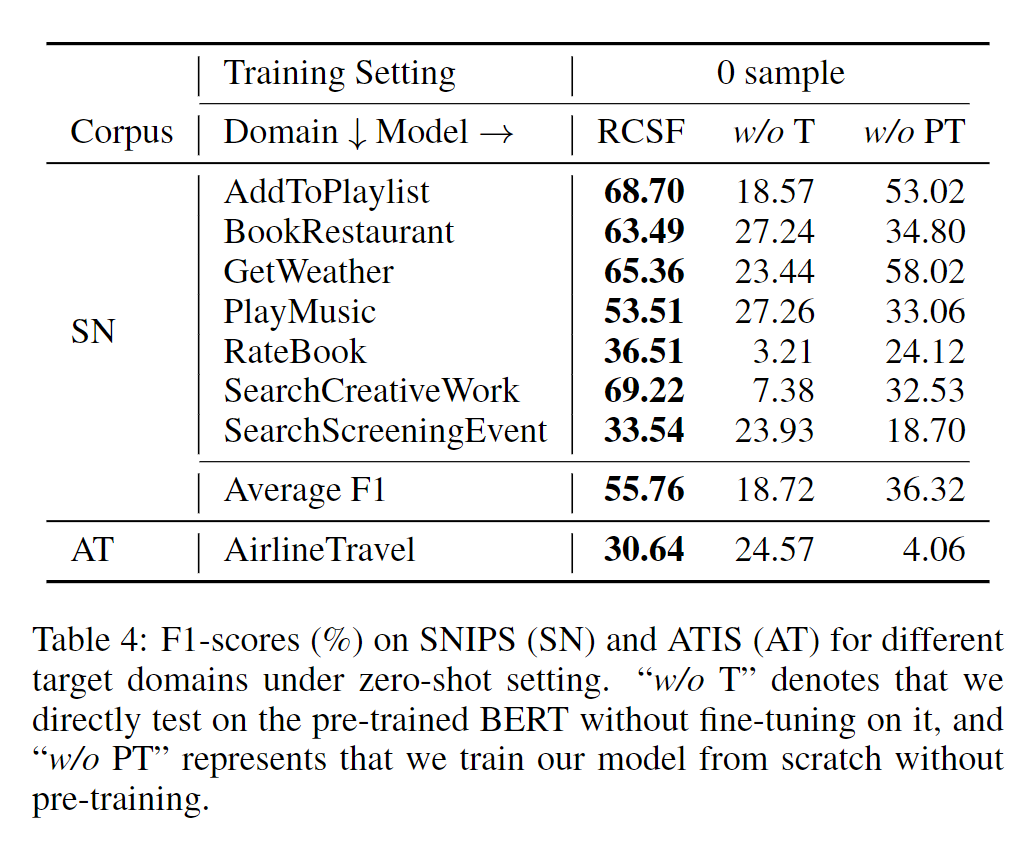 Training Setting 0 sample
Corpus Domain ↓ Model → RCSF w/o T w/o PT
AddToPlaylist 68.70 18.57 53.02
BookRestaurant 63.49 27.24 34.80
GetWeather 65.36 23.44 58.02
PlayMusic 53.51 27.26 33.06
SN
RateBook 36.51 3.21 24.12
SearchCreativeWork 69.22 7.38 32.53
SearchScreeningEvent 33.54 23.93 18.70
Average F1 55.76 18.72 36.32
AT AirlineTravel 30.64 24.57 4.06
Table 4: F1-scores (%) on SNIPS (SN) and ATIS (AT) for different
target domains under zero-shot setting. “w/o T” denotes that we
directly test on the pre-trained BERT without fine-tuning on it, and
“w/o PT” represents that we train our model from scratch without
pre-training.